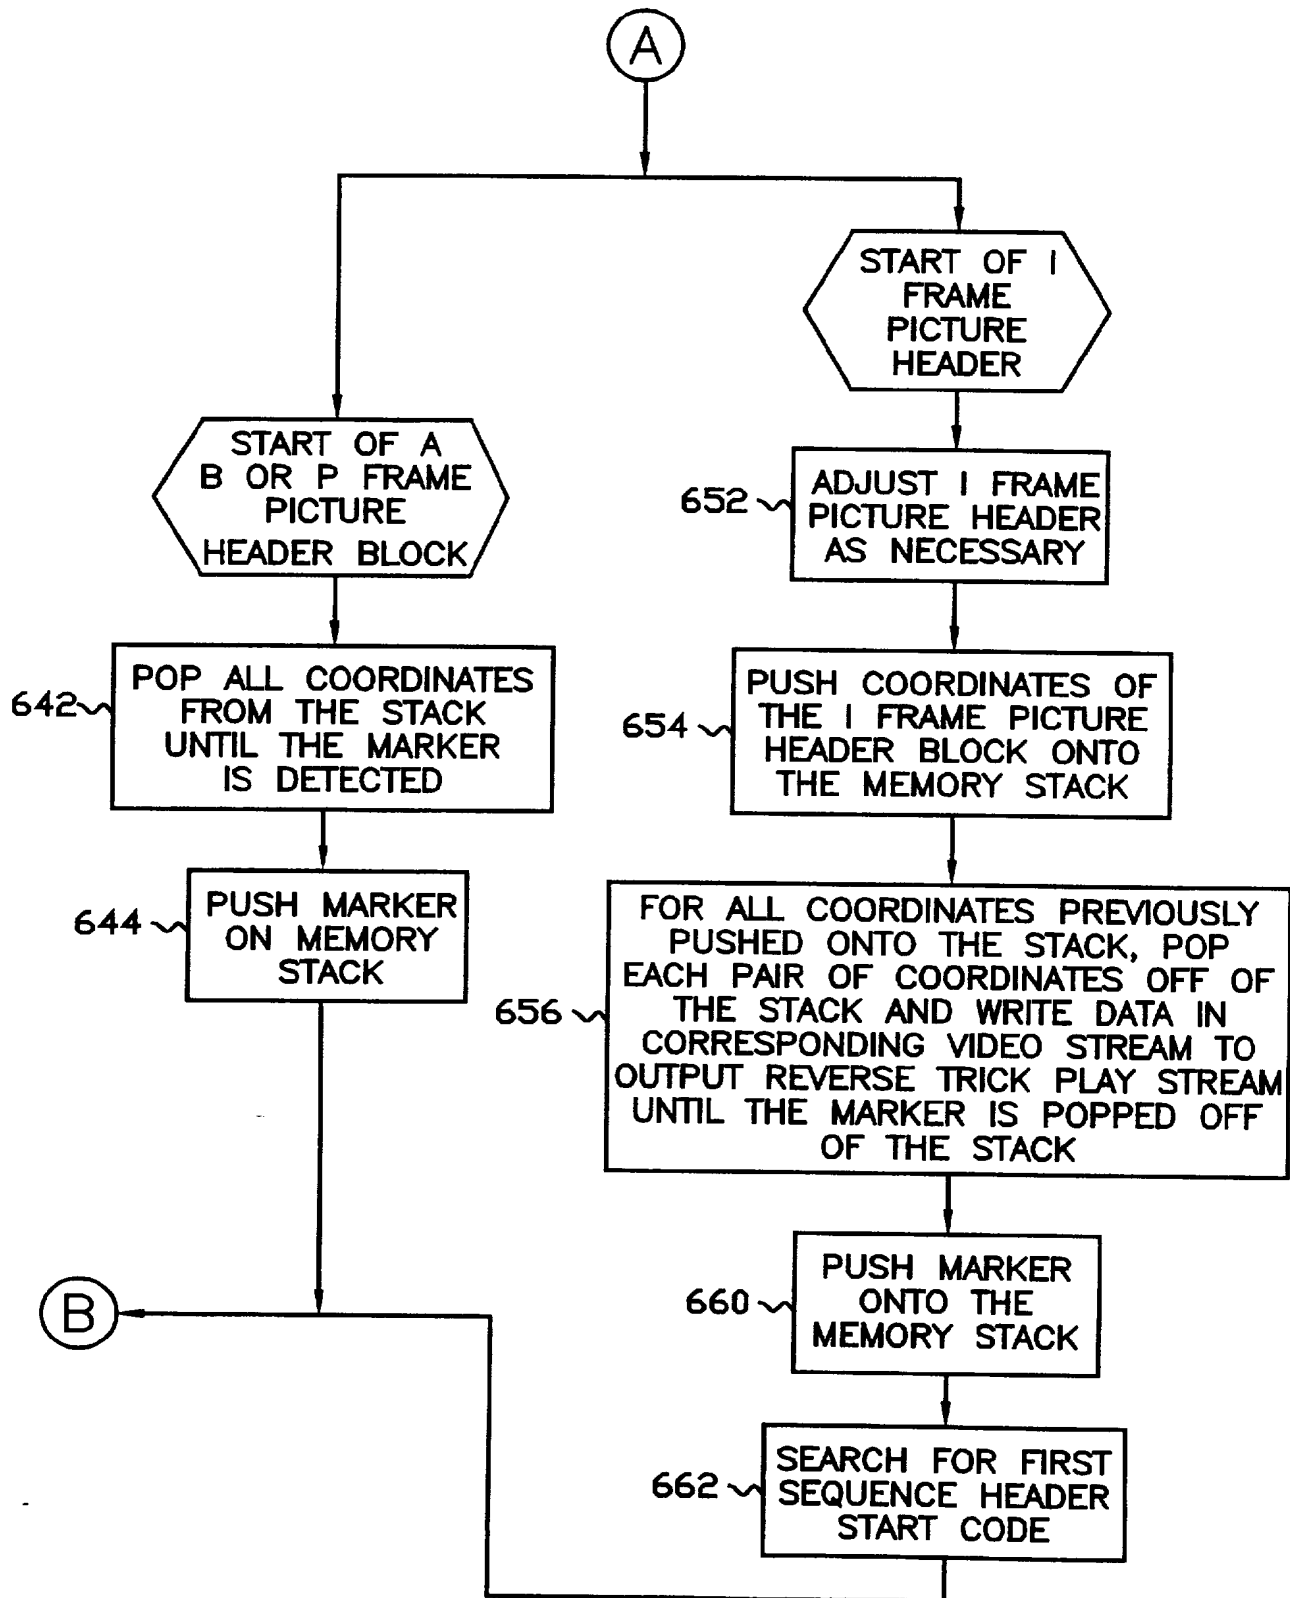 A
START OF I
FRAME
PICTURE
HEADER
START OF A
B OR P FRAME
PICTURE
HEADER BLOCK
652
ADJUST I FRAME
PICTURE HEADER
AS NECESSARY
642
POP ALL COORDINATES
FROM THE STACK
UNTIL THE MARKER
IS DETECTED
654
PUSH COORDINATES OF
THE I FRAME PICTURE
HEADER BLOCK ONTO
THE MEMORY STACK
644
PUSH MARKER
ON MEMORY
STACK
656
FOR ALL COORDINATES PREVIOUSLY
PUSHED ONTO THE STACK, POP
EACH PAIR OF COORDINATES OFF OF
THE STACK AND WRITE DATA IN
CORRESPONDING VIDEO STREAM TO
OUTPUT REVERSE TRICK PLAY STREAM
UNTIL THE MARKER IS POPPED OFF
OF THE STACK
B
660
PUSH MARKER
ONTO THE
MEMORY STACK
662
SEARCH FOR FIRST
SEQUENCE HEADER
START CODE